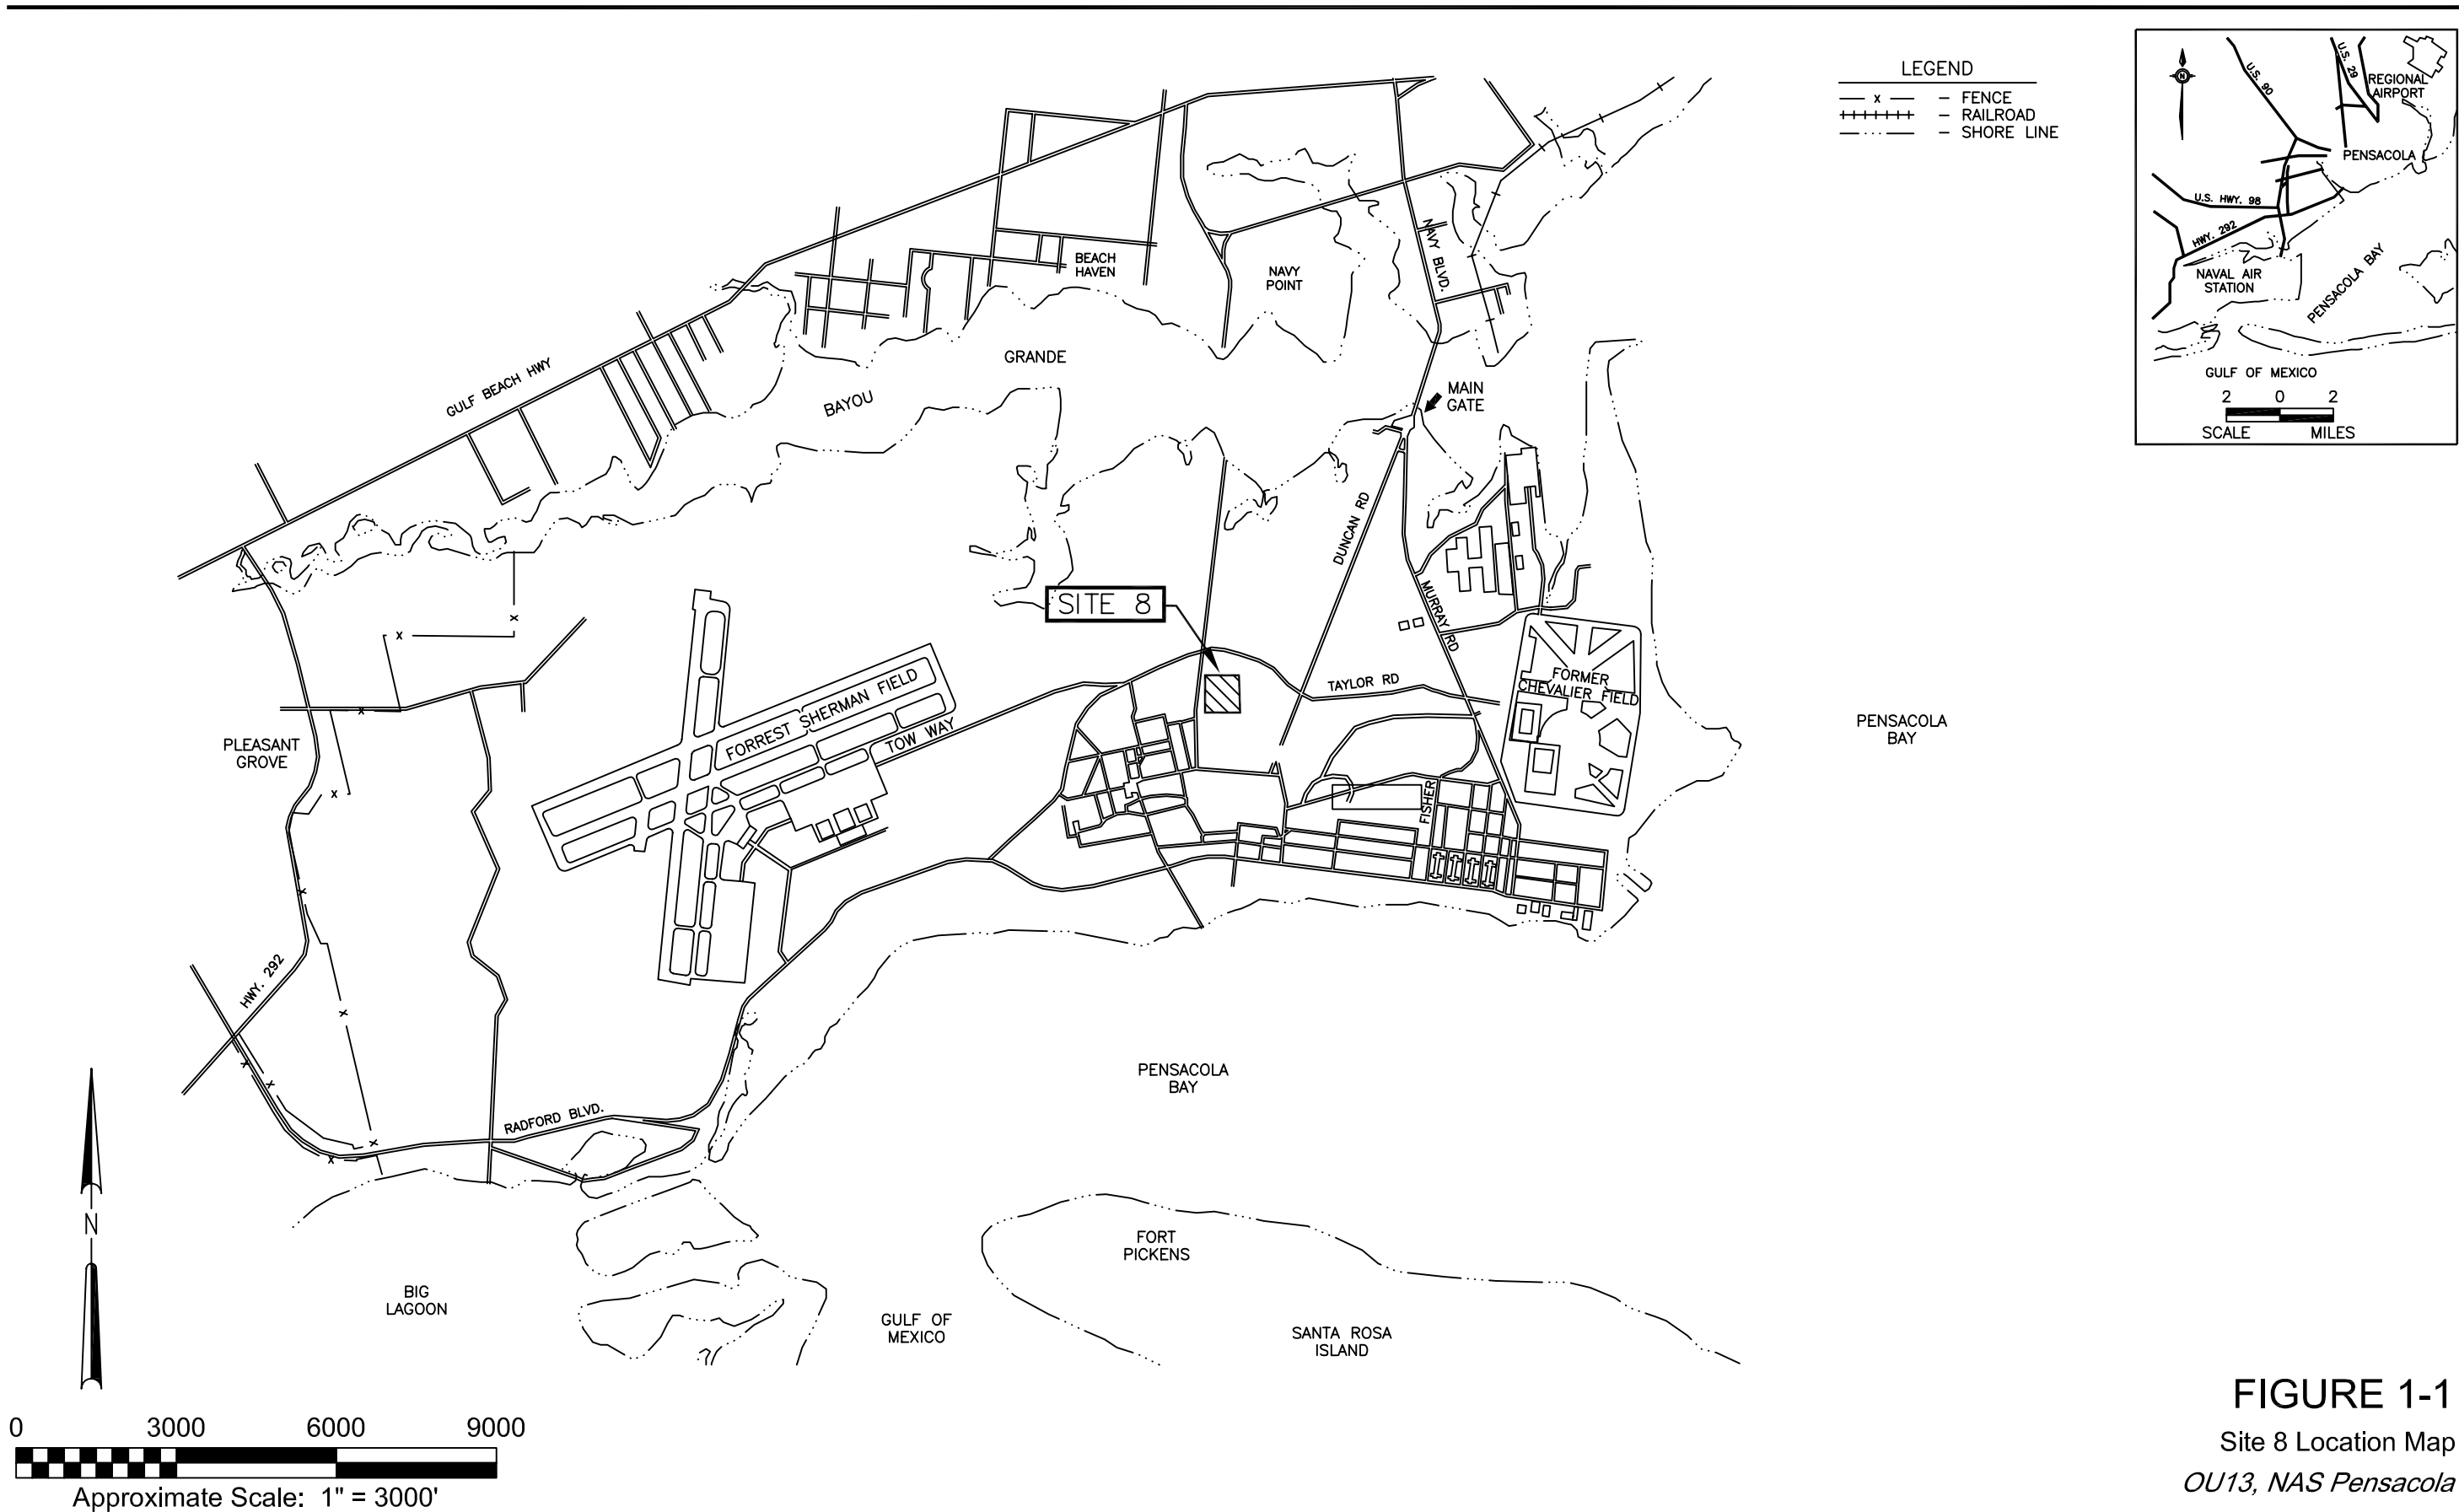 LEGEND
x – FENCE
– RAILROAD
– SHORE LINE
N
U.S. 90
U.S. 29
REGIONAL
AIRPORT
PENSACOLA
U.S. HWY. 98
HWY. 292
NAVAL AIR
STATION
PENSACOLA BAY
GULF OF MEXICO
2 0 2
SCALE MILES
BEACH
HAVEN
NAVY
POINT
NAVY BLVD.
GULF BEACH HWY
GRANDE
BAYOU
MAIN
GATE
DUNCAN RD
SITE 8
MURRAY RD
x
x
FORREST SHERMAN FIELD
TOW WAY
TAYLOR RD
FORMER
CHEVALIER FIELD
x
PLEASANT
GROVE
PENSACOLA
BAY
x
FISHER
x
HWY. 292
x
x
x
x
x
RADFORD BLVD.
PENSACOLA
BAY
N
FORT
PICKENS
BIG
LAGOON
GULF OF
MEXICO
SANTA ROSA
ISLAND
0 3000 6000 9000
Approximate Scale: 1" = 3000'
FIGURE 1-1
Site 8 Location Map
OU13, NAS Pensacola